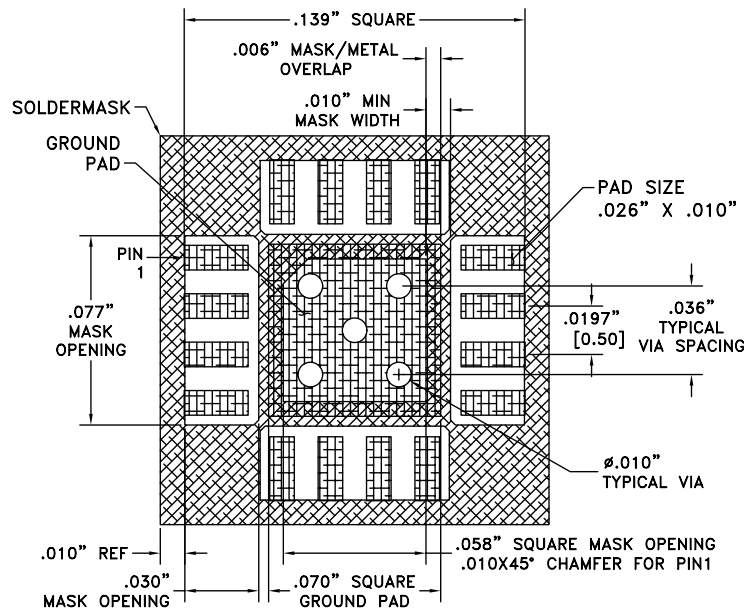 .139” SQUARE
.006” MASK/METAL
OVERLAP
.010” MIN
MASK WIDTH
SOLDERMASK
GROUND
PAD
PAD SIZE
.026” X .010”
PIN
1
.077”
MASK
OPENING
.0197”
[0.50]
.036”
TYPICAL
VIA SPACING
ø.010”
TYPICAL VIA
.010” REF
.058” SQUARE MASK OPENING
.010X45° CHAMFER FOR PIN1
.030”
MASK OPENING
.070” SQUARE
GROUND PAD